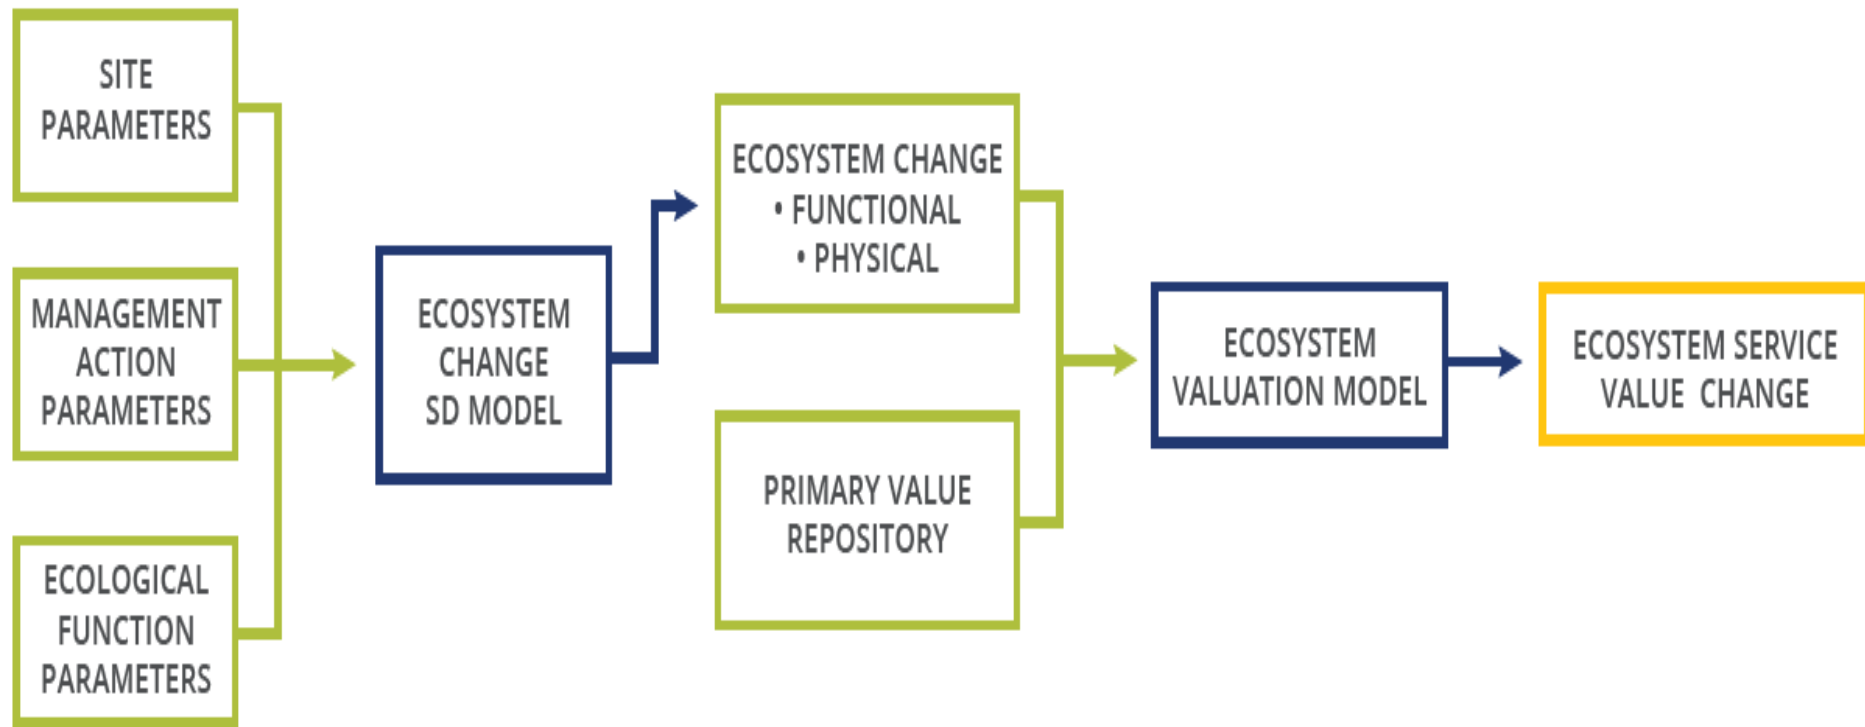 SITE
PARAMETERS
MANAGEMENT
ACTION
PARAMETERS
ECOLOGICAL
FUNCTION
PARAMETERS
ECOSYSTEM
CHANGE
SD MODEL
ECOSYSTEM CHANGE
• FUNCTIONAL
• PHYSICAL
PRIMARY VALUE
REPOSITORY
ECOSYSTEM
VALUATION MODEL
ECOSYSTEM SERVICE
VALUE CHANGE